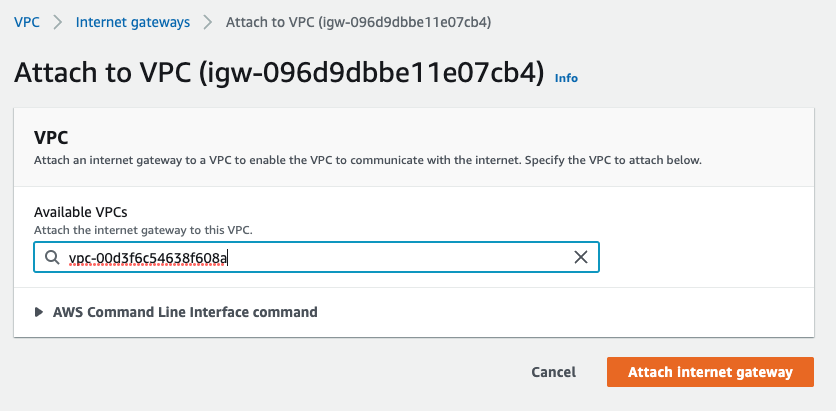 VPC > Internet gateways > Attach to VPC (igw-096d9dbbe11e07cb4)
Attach to VPC (igw-096d9dbbe11e07cb4) Info
VPC
Attach an internet gateway to a VPC to enable the VPC to communicate with the internet. Specify the VPC to attach below.
Available VPCs
Attach the internet gateway to this VPC.
vpc-00d3f6c54638f608a
AWS Command Line Interface command
Cancel Attach internet gateway